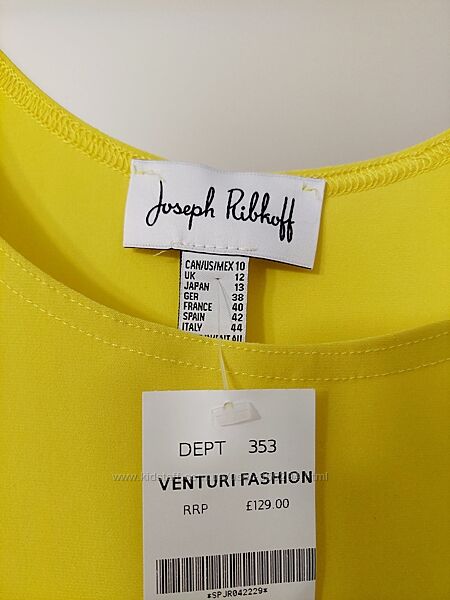 Joseph Ribkoff
CAN/US/MEX 10
UK 12
JAPAN 13
GER 38
FRANCE 40
SPAIN 42
ITALY 44
DEPT 353
VENTURI FASHION
RRP £129.00
*SPJR042229*